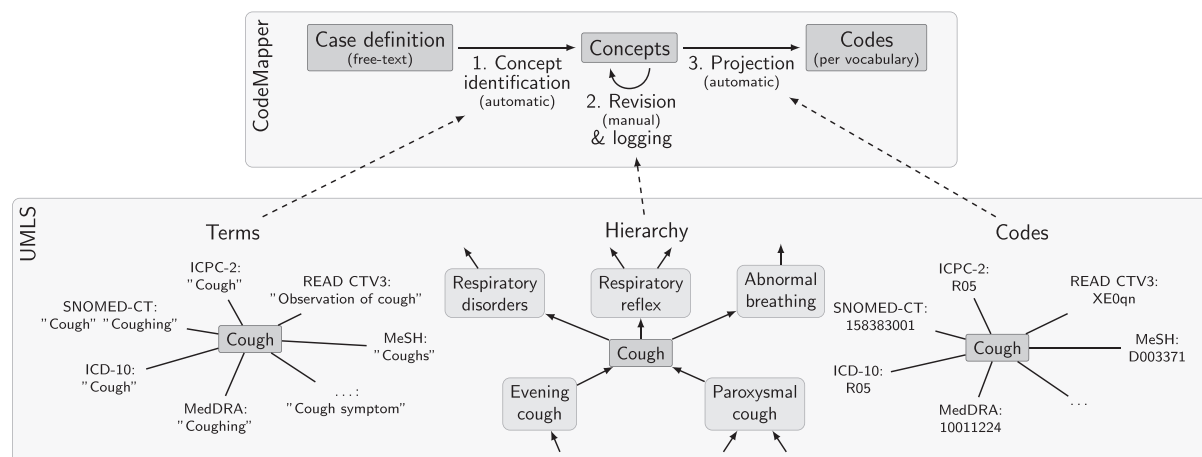 CodeMapper
Case definition
(free-text)
1. Concept
identification
(automatic)
Concepts
2. Revision
(manual)
& logging
3. Projection
(automatic)
Codes
(per vocabulary)
UMLS
Terms
ICPC-2:
"Cough"
READ CTV3:
"Observation of cough"
SNOMED-CT:
"Cough" "Coughing"
Cough
MeSH:
"Coughs"
ICD-10:
"Cough"
...:
"Cough symptom"
MedDRA:
"Coughing"
Hierarchy
Respiratory
disorders
Respiratory
reflex
Abnormal
breathing
Cough
Evening
cough
Paroxysmal
cough
Codes
ICPC-2:
R05
READ CTV3:
XE0qn
SNOMED-CT:
158383001
Cough
MeSH:
D003371
ICD-10:
R05
...
MedDRA:
10011224